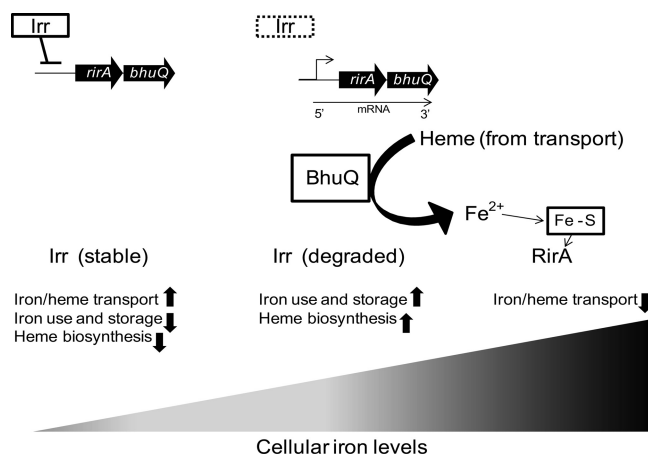 Irr
rirA bhuQ
Irr
rirA bhuQ
mRNA
5' 3'
Heme (from transport)
BhuQ
Fe2+
Fe-S
RirA
Irr (stable)
Iron/heme transport
Iron use and storage
Heme biosynthesis
Irr (degraded)
Iron use and storage
Heme biosynthesis
Iron/heme transport
Cellular iron levels